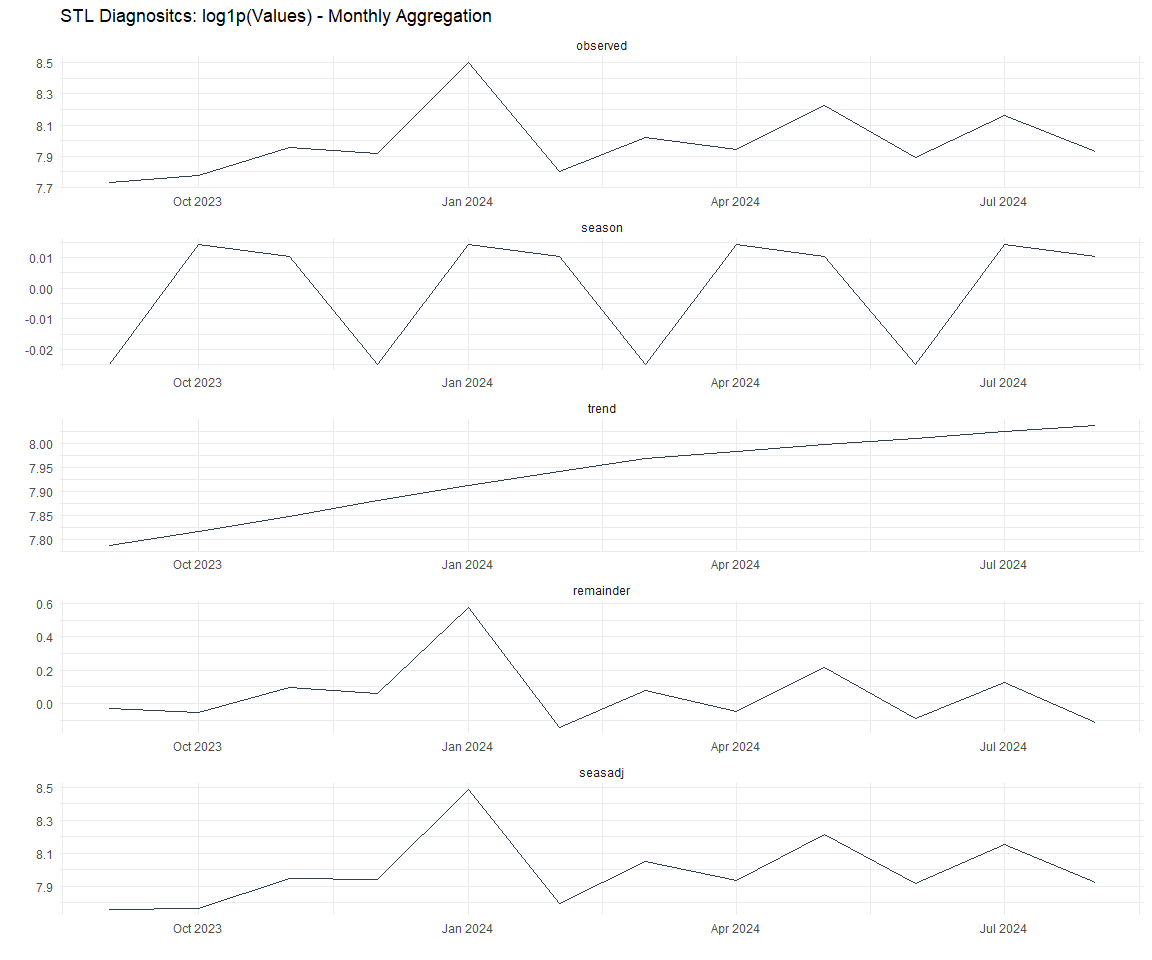 STL Diagnositcs: log1p(Values) - Monthly Aggregation
observed
8.5
8.3
8.1
7.9
7.7
Oct 2023 Jan 2024 Apr 2024 Jul 2024
season
0.01
0.00
-0.01
-0.02
Oct 2023 Jan 2024 Apr 2024 Jul 2024
trend
8.00
7.95
7.90
7.85
7.80
Oct 2023 Jan 2024 Apr 2024 Jul 2024
remainder
0.6
0.4
0.2
0.0
Oct 2023 Jan 2024 Apr 2024 Jul 2024
seasadj
8.5
8.3
8.1
7.9
Oct 2023 Jan 2024 Apr 2024 Jul 2024